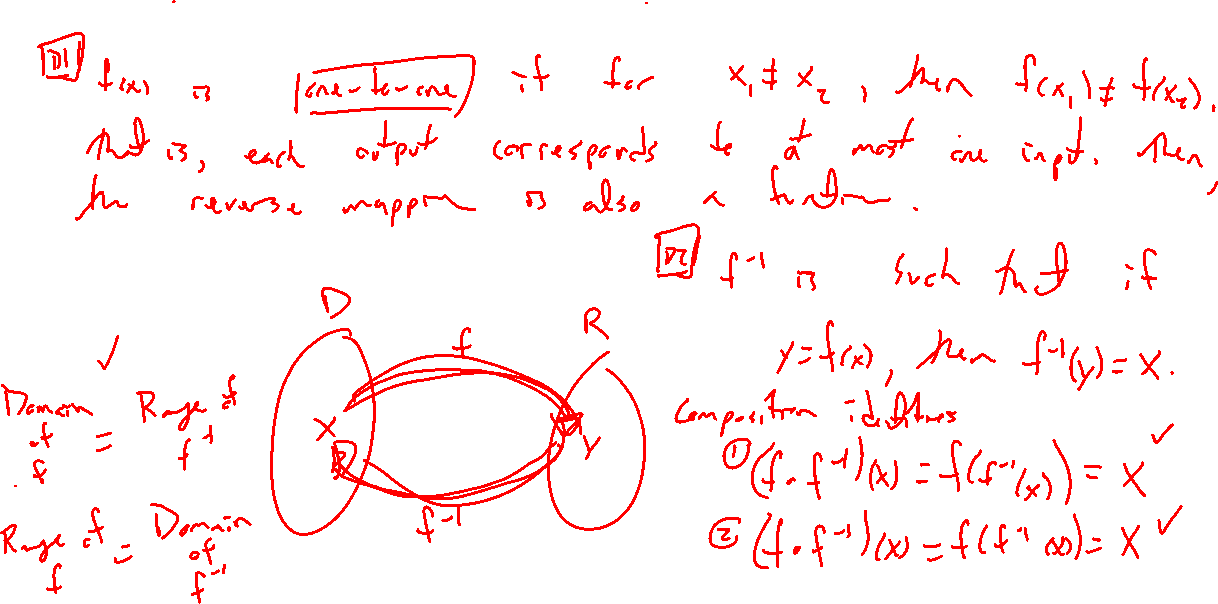 D1 f(x) is one-to-one if for x₁ ≠ x₂, then f(x₁) ≠ f(x₂).
that is, each output corresponds to at most one input. Then,
the reverse mapping is also a function.
D2 f⁻¹ is such that if
y=f(x), then f⁻¹(y)=x.
Composition identities
① (f∘f⁻¹)(x) = f(f⁻¹(x)) = x ✓
② (f∘f⁻¹)(x) = f(f⁻¹(x)) = x ✓
D
R
f
x
y
f⁻¹
✓
Domain of f = Range of f⁻¹
Range of f = Domain of f⁻¹